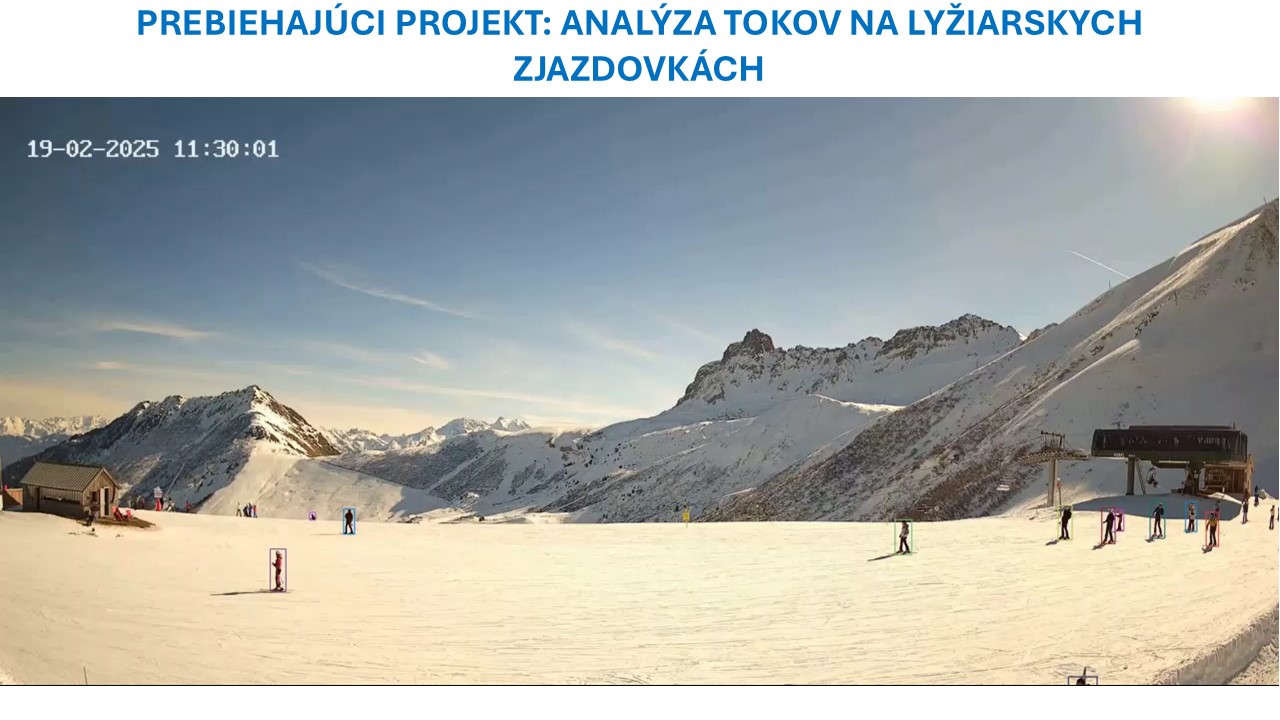 PREBIEHAJÚCI PROJEKT: ANALÝZA TOKOV NA LYŽIARSKYCH
ZJAZDOVKÁCH
19-02-2025 11:30:01